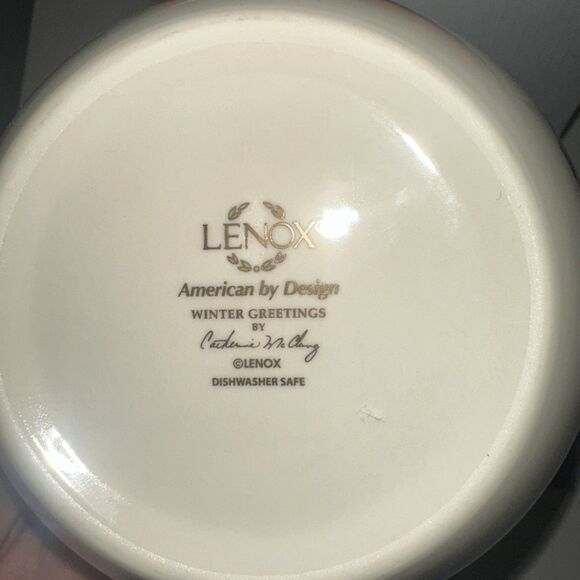 LENOX®
American by Design
WINTER GREETINGS
BY
Catherine McClung
©LENOX
DISHWASHER SAFE